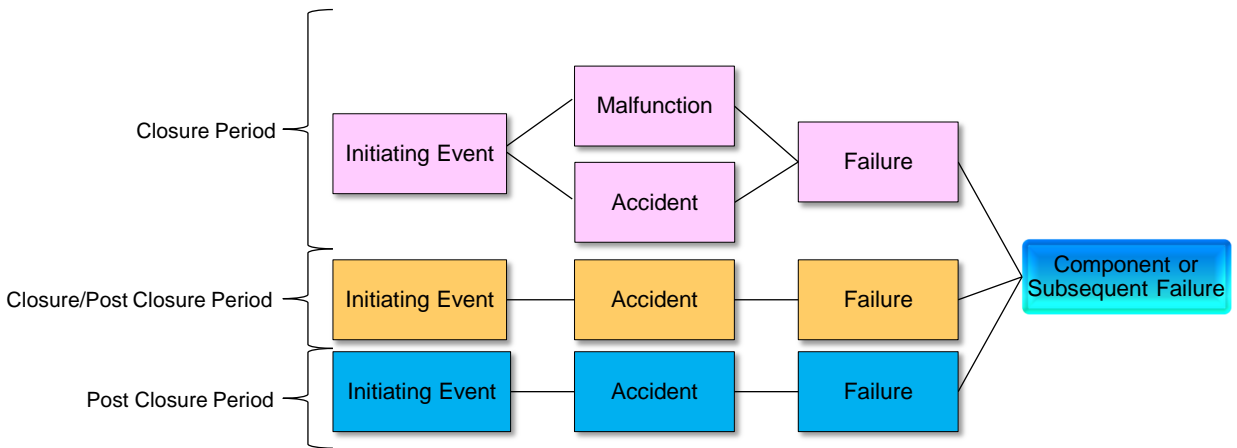 Closure Period
Initiating Event
Malfunction
Accident
Failure
Closure/Post Closure Period
Initiating Event
Accident
Failure
Post Closure Period
Initiating Event
Accident
Failure
Component or
Subsequent Failure